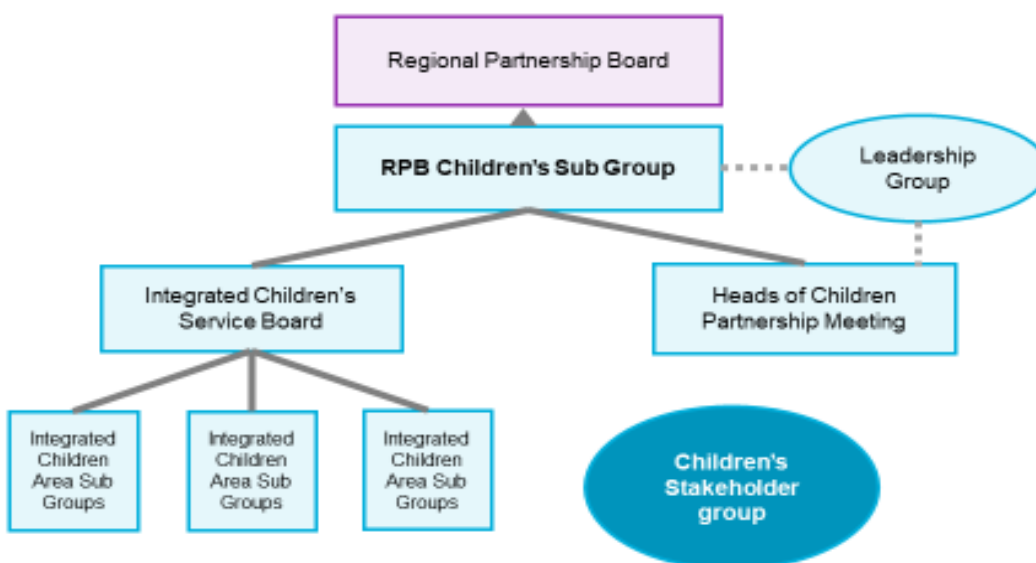 Regional Partnership Board
RPB Children's Sub Group
Leadership
Group
Integrated Children's
Service Board
Heads of Children
Partnership Meeting
Integrated
Children
Area Sub
Groups
Integrated
Children
Area Sub
Groups
Integrated
Children
Area Sub
Groups
Children's
Stakeholder
group